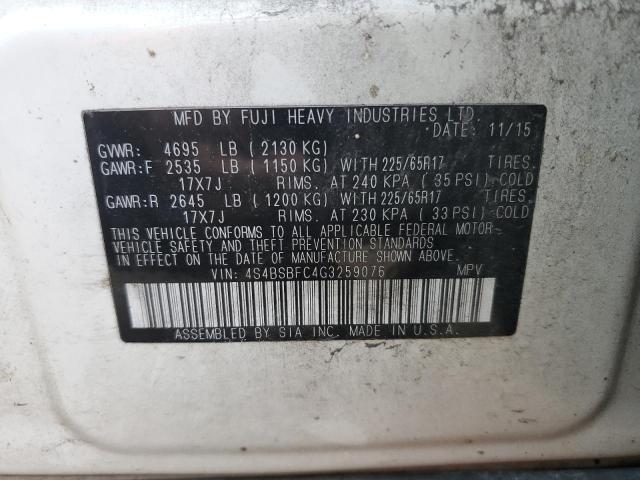 MFD BY FUJI HEAVY INDUSTRIES LTD.
DATE: 11/15
GVWR: 4695 LB (2130 KG)
GAWR:F 2535 LB (1150 KG) WITH 225/65R17 TIRES,
17X7J RIMS. AT 240 KPA (35 PSI) COLD
GAWR:R 2645 LB (1200 KG) WITH 225/65R17 TIRES,
17X7J RIMS. AT 230 KPA (33 PSI) COLD
THIS VEHICLE CONFORMS TO ALL APPLICABLE FEDERAL MOTOR
VEHICLE SAFETY AND THEFT PREVENTION STANDARDS
IN EFFECT ON THE DATE OF MANUFACTURE SHOWN ABOVE.
VIN: 4S4BSBFC4G3259076 MPV
ASSEMBLED BY SIA INC. MADE IN U.S.A.